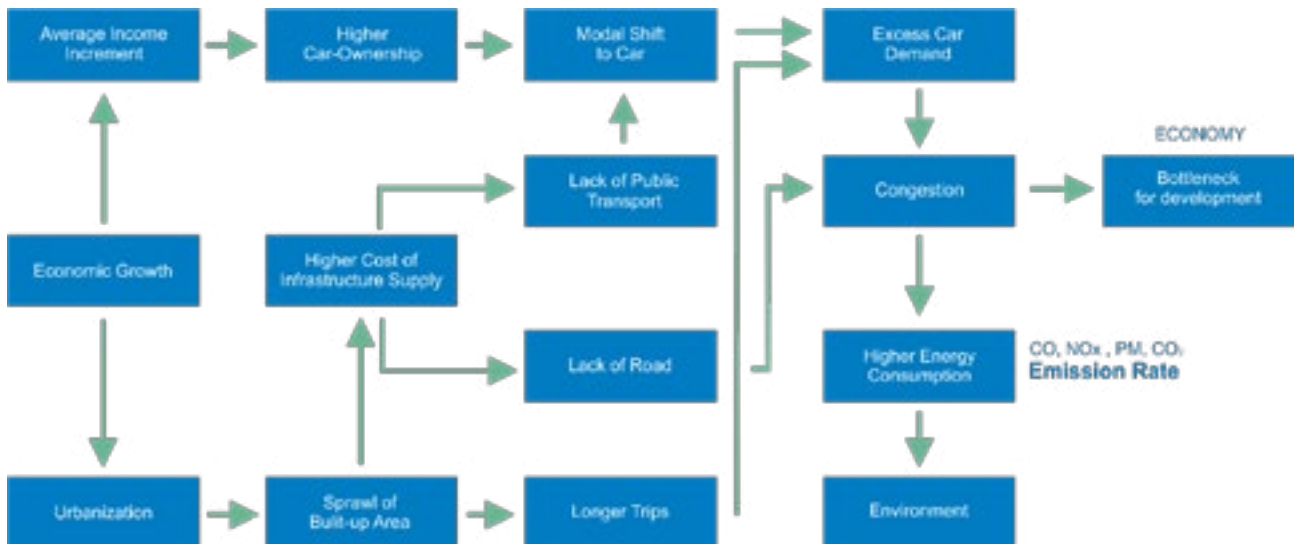 Average Income
Increment
Higher
Car-Ownership
Modal Shift
to Car
Excess Car
Demand
ECONOMY
Lack of Public
Transport
Congestion
Bottleneck
for development
Economic Growth
Higher Cost of
Infrastructure Supply
Lack of Road
Higher Energy
Consumption
CO, NOx , PM, CO₂
Emission Rate
Urbanization
Sprawl of
Built-up Area
Longer Trips
Environment